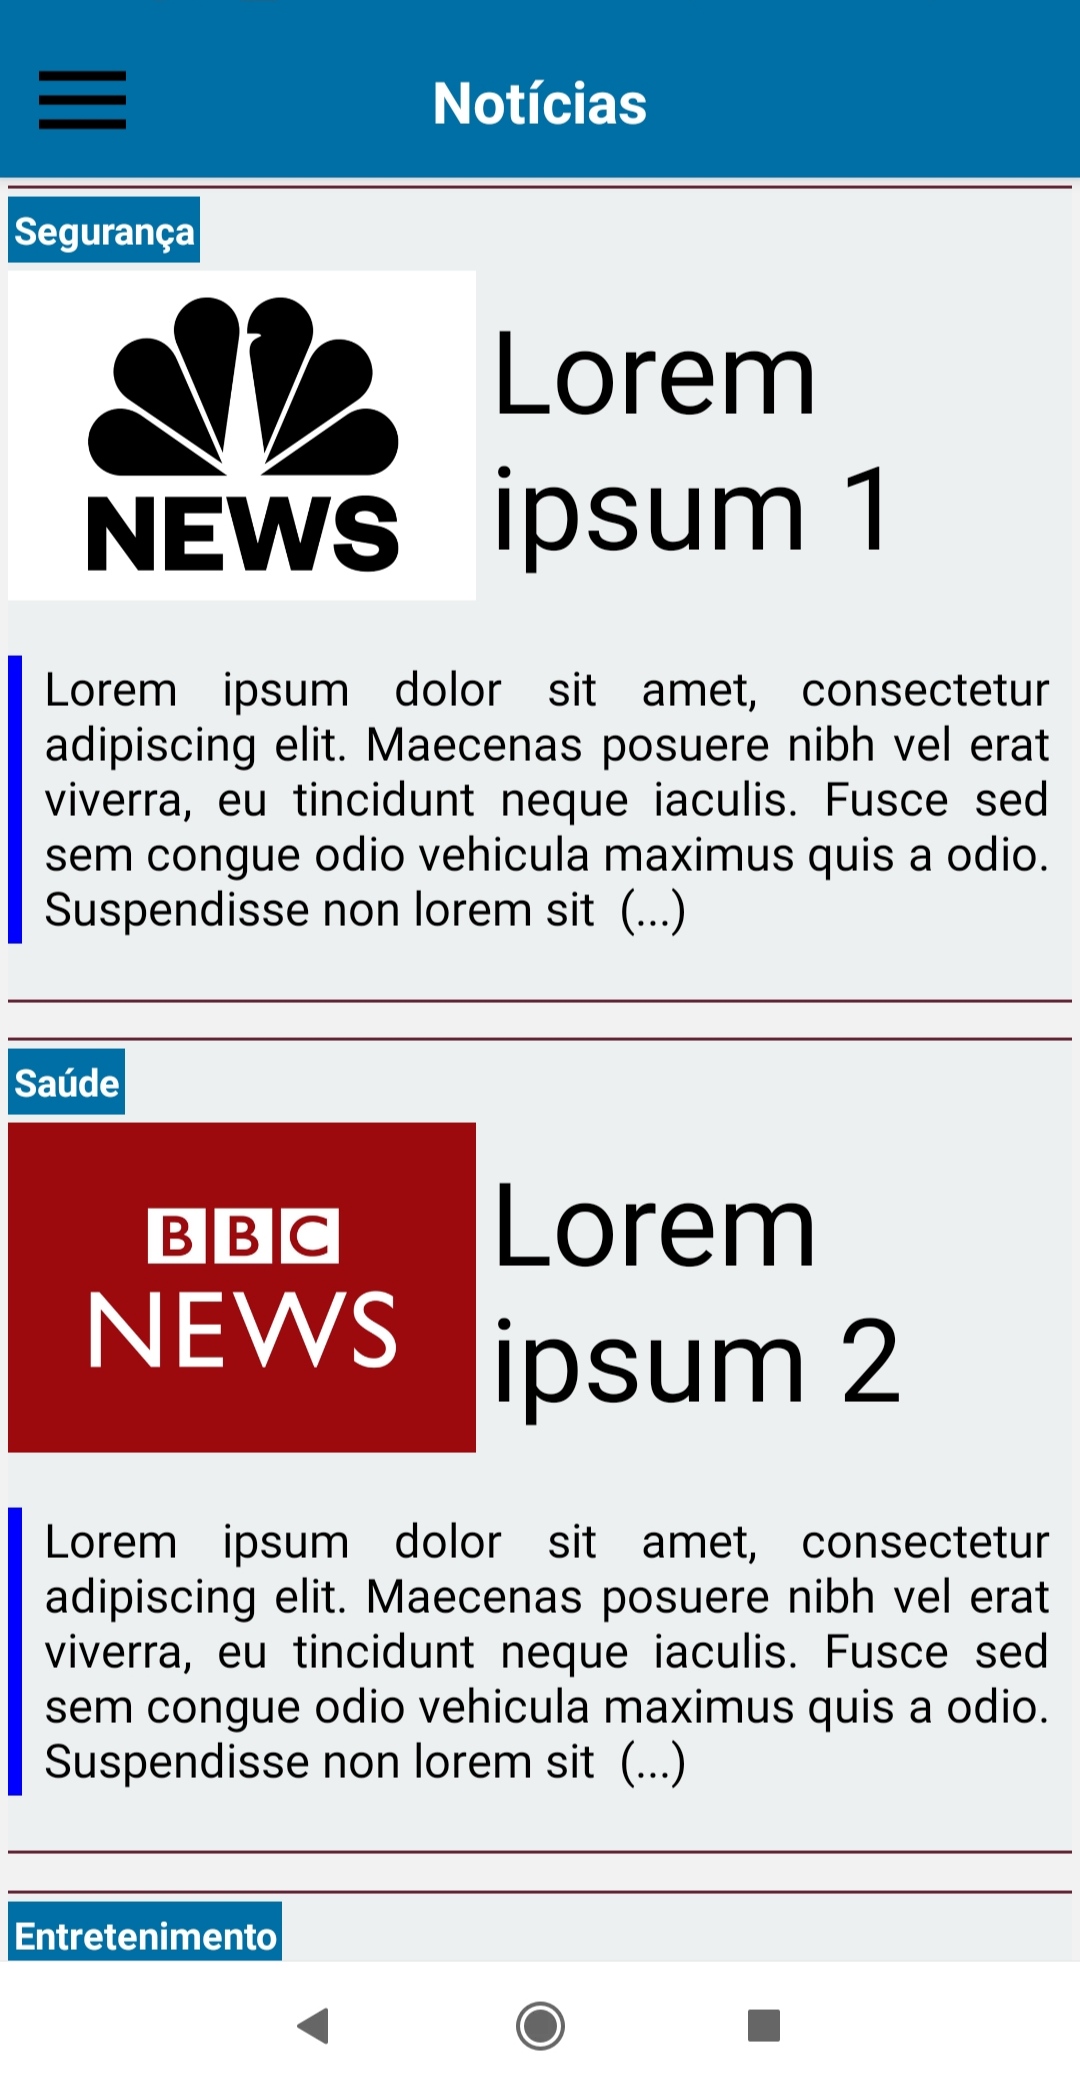 Notícias
Segurança
NEWS
Lorem
ipsum 1
Lorem ipsum dolor sit amet, consectetur
adipiscing elit. Maecenas posuere nibh vel erat
viverra, eu tincidunt neque iaculis. Fusce sed
sem congue odio vehicula maximus quis a odio.
Suspendisse non lorem sit (...)
Saúde
BBC
NEWS
Lorem
ipsum 2
Lorem ipsum dolor sit amet, consectetur
adipiscing elit. Maecenas posuere nibh vel erat
viverra, eu tincidunt neque iaculis. Fusce sed
sem congue odio vehicula maximus quis a odio.
Suspendisse non lorem sit (...)
Entretenimento